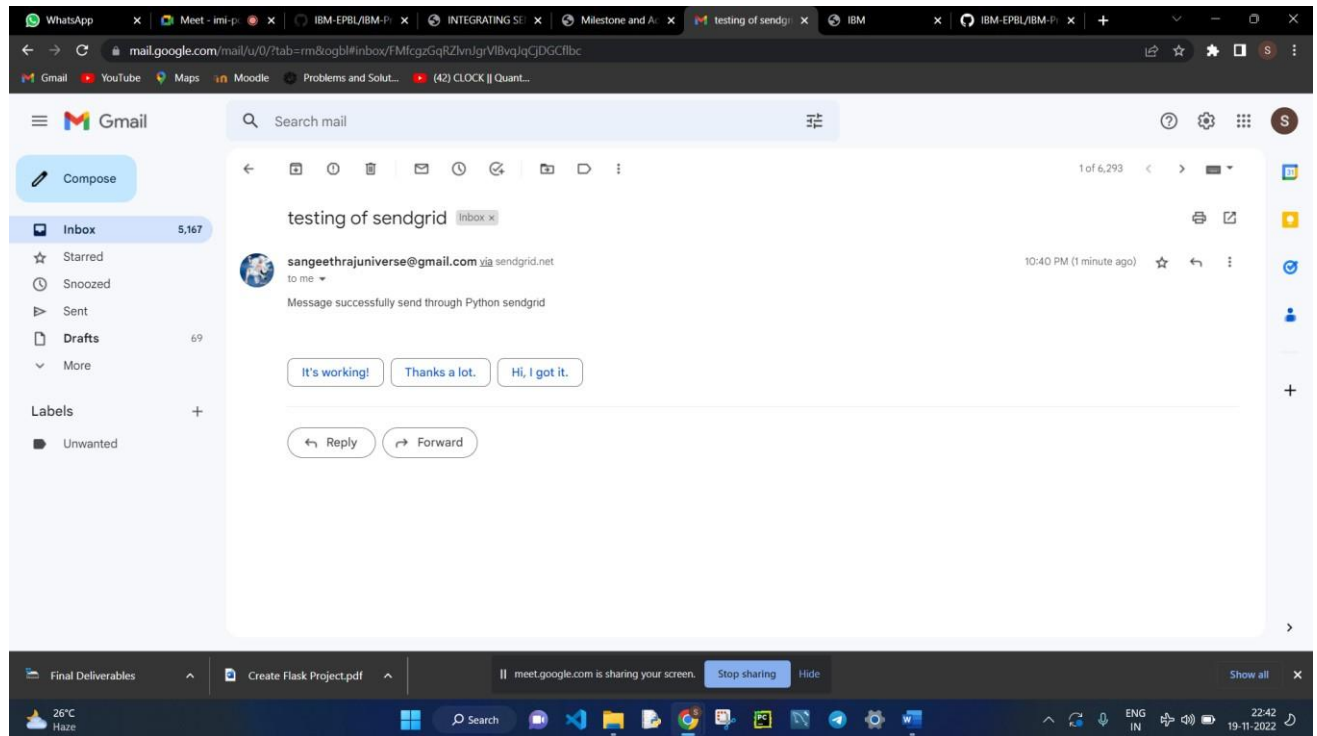 WhatsApp
Meet - imi-p
IBM-EPBL/IBM-P
INTEGRATING SE
Milestone and Ac
testing of sendgri
IBM
IBM-EPBL/IBM-P
mail.google.com/mail/u/0/?tab=rm&ogbl#inbox/FMfcgzGqRZlvnJgrVlBvqJqCjDGCflbc
S
Gmail YouTube Maps Moodle Problems and Solut... (42) CLOCK || Quant...
Gmail
Search mail
S
Compose
1 of 6,293
31
testing of sendgrid Inbox ×
Inbox 5,167
Starred
sangeethrajuniverse@gmail.com via sendgrid.net 10:40 PM (1 minute ago)
to me
Snoozed
Message successfully send through Python sendgrid
Sent
Drafts 69
More
It's working! Thanks a lot. Hi, I got it.
Labels
Unwanted
Reply Forward
Final Deliverables Create Flask Project.pdf meet.google.com is sharing your screen. Stop sharing Hide Show all
26°C
Haze
Search
ENG
IN
22:42
19-11-2022